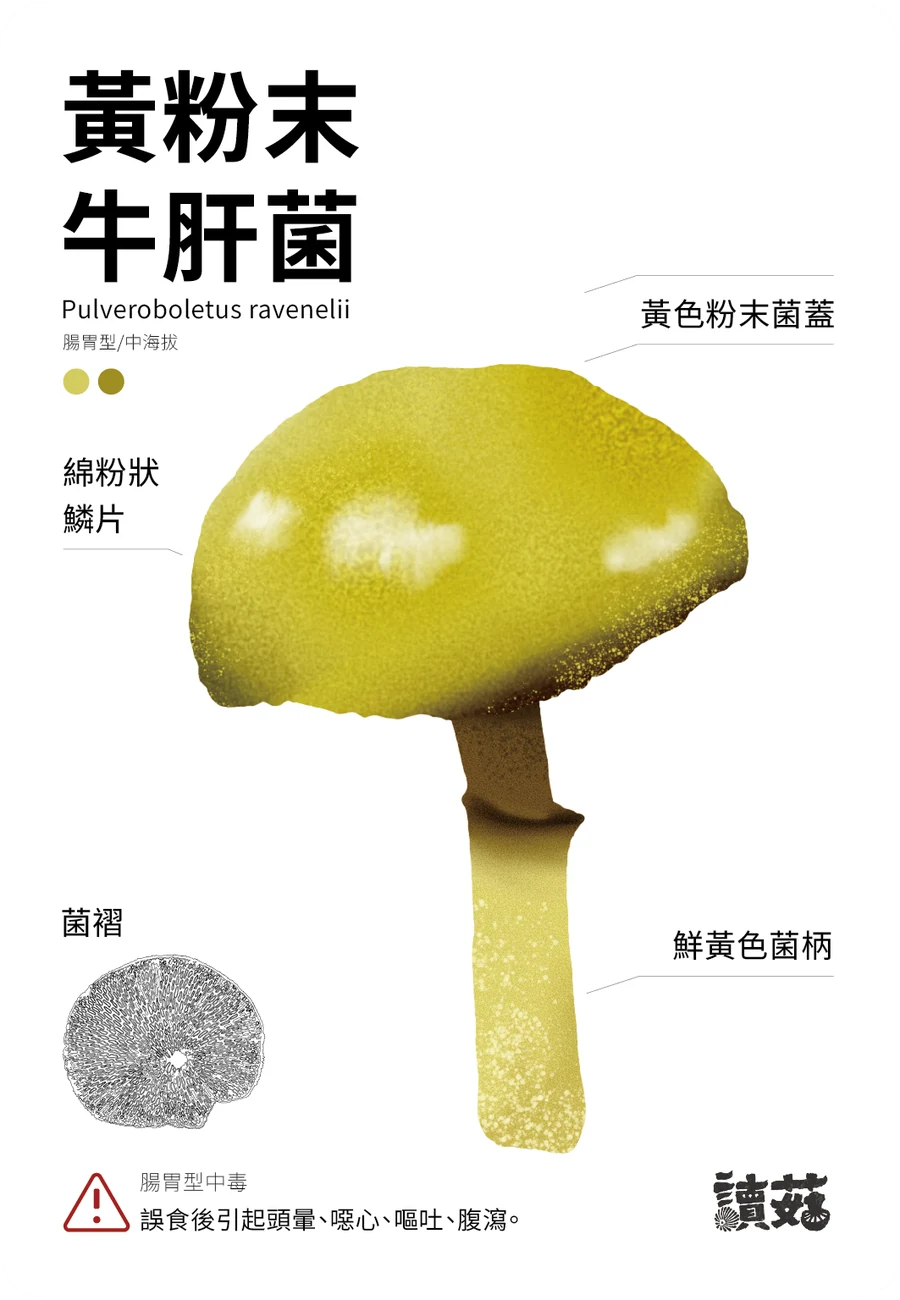 黃粉末
牛肝菌
Pulveroboletus ravenelii
腸胃型/中海拔
黃色粉末菌蓋
綿粉狀
鱗片
菌褶
鮮黃色菌柄
腸胃型中毒
誤食後引起頭暈、噁心、嘔吐、腹瀉。
讀菇